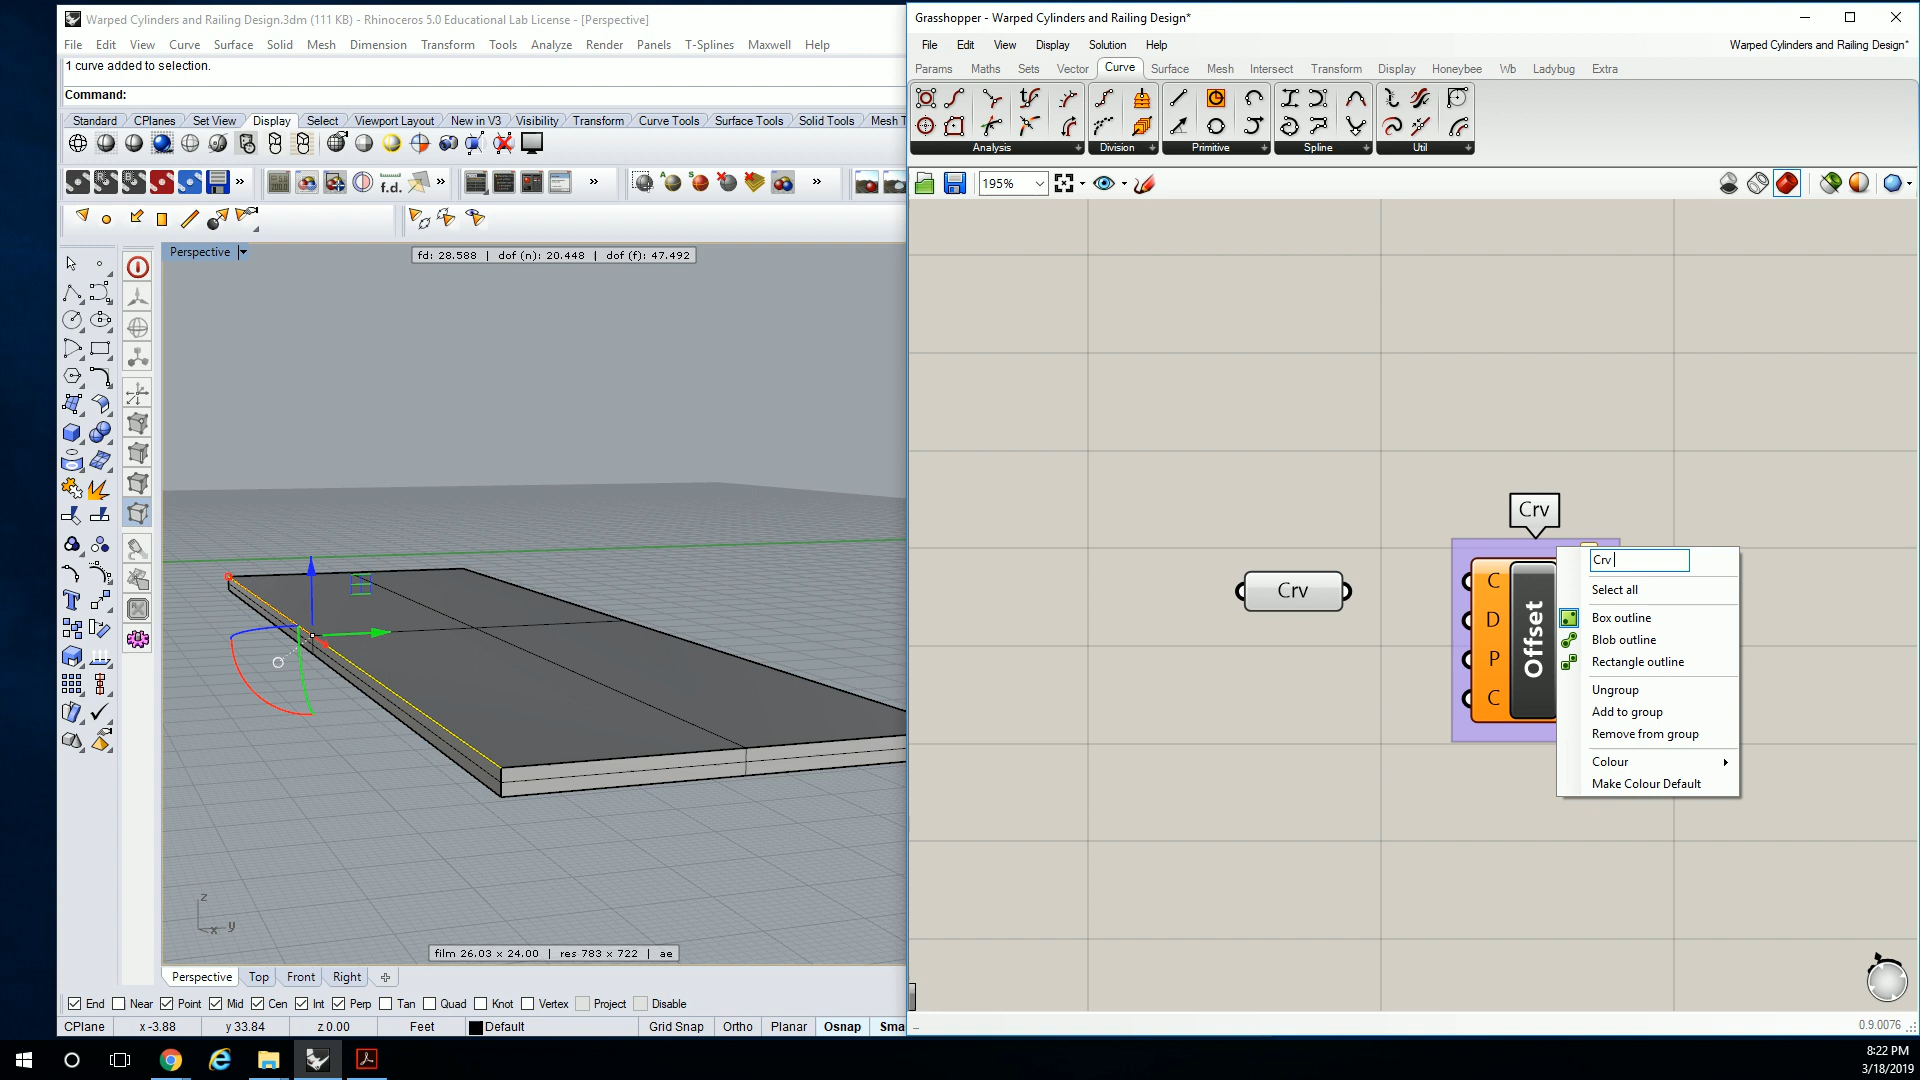 Warped Cylinders and Railing Design.3dm (111 KB) - Rhinoceros 5.0 Educational Lab License - [Perspective]
File Edit View Curve Surface Solid Mesh Dimension Transform Tools Analyze Render Panels T-Splines Maxwell Help
1 curve added to selection.
Command:
Standard CPlanes Set View Display Select Viewport Layout New in V3 Visibility Transform Curve Tools Surface Tools Solid Tools Mesh T
f.d.
Perspective
fd: 28.588 | dof (n): 20.448 | dof (f): 47.492
z
x y
film 26.03 x 24.00 | res 783 x 722 | ae
Perspective Top Front Right
End Near Point Mid Cen Int Perp Tan Quad Knot Vertex Project Disable
CPlane x -3.88 y 33.84 z 0.00 Feet Default Grid Snap Ortho Planar Osnap Sma
Grasshopper - Warped Cylinders and Railing Design*
File Edit View Display Solution Help Warped Cylinders and Railing Design*
Params Maths Sets Vector Curve Surface Mesh Intersect Transform Display Honeybee Wb Ladybug Extra
Analysis Division Primitive Spline Util
195%
Crv
Crv
C
D
P
C
Offset
Crv
Select all
Box outline
Blob outline
Rectangle outline
Ungroup
Add to group
Remove from group
Colour
Make Colour Default
0.9.0076
8:22 PM
3/18/2019